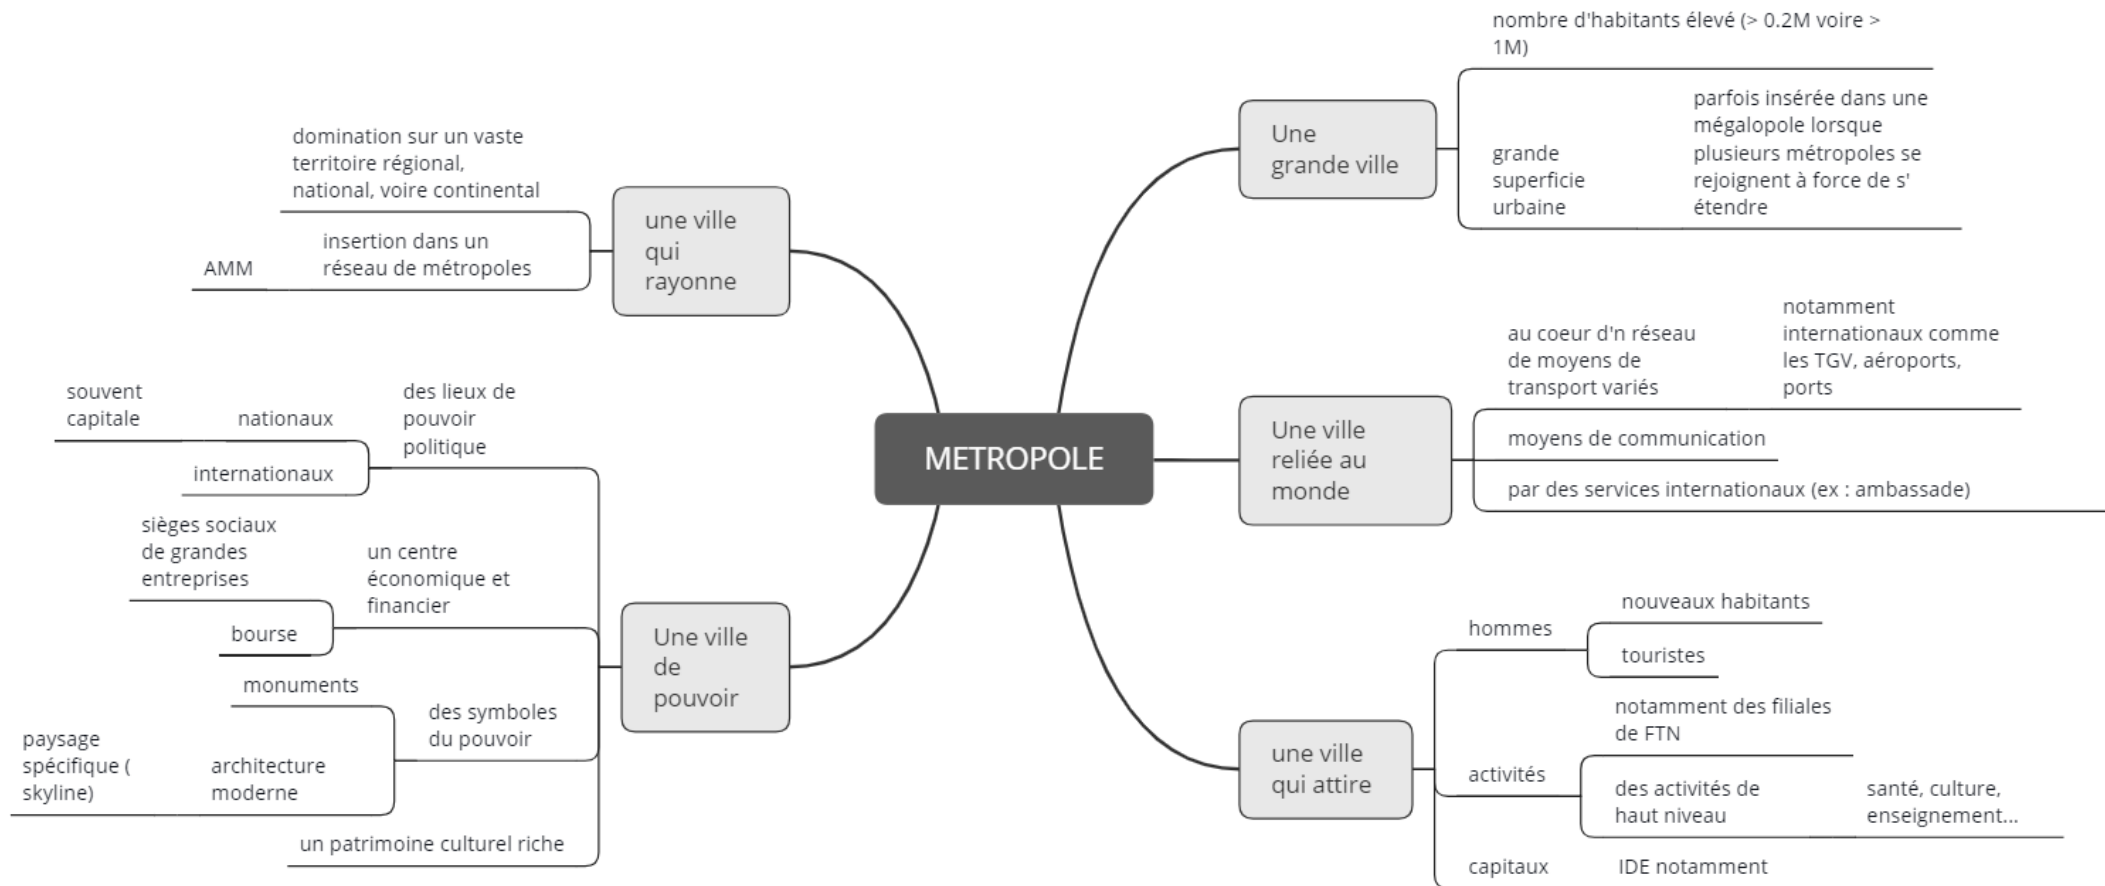 METROPOLE
Une
grande ville
nombre d'habitants élevé (> 0.2M voire >
1M)
grande
superficie
urbaine
parfois insérée dans une
mégalopole lorsque
plusieurs métropoles se
rejoignent à force de s'
étendre
Une ville
reliée au
monde
au coeur d'n réseau
de moyens de
transport variés
notamment
internationaux comme
les TGV, aéroports,
ports
moyens de communication
par des services internationaux (ex : ambassade)
une ville
qui attire
hommes
nouveaux habitants
touristes
activités
notamment des filiales
de FTN
des activités de
haut niveau
santé, culture,
enseignement...
capitaux
IDE notamment
une ville
qui
rayonne
domination sur un vaste
territoire régional,
national, voire continental
insertion dans un
réseau de métropoles
AMM
Une ville
de
pouvoir
des lieux de
pouvoir
politique
nationaux
souvent
capitale
internationaux
un centre
économique et
financier
sièges sociaux
de grandes
entreprises
bourse
des symboles
du pouvoir
monuments
architecture
moderne
paysage
spécifique (
skyline)
un patrimoine culturel riche